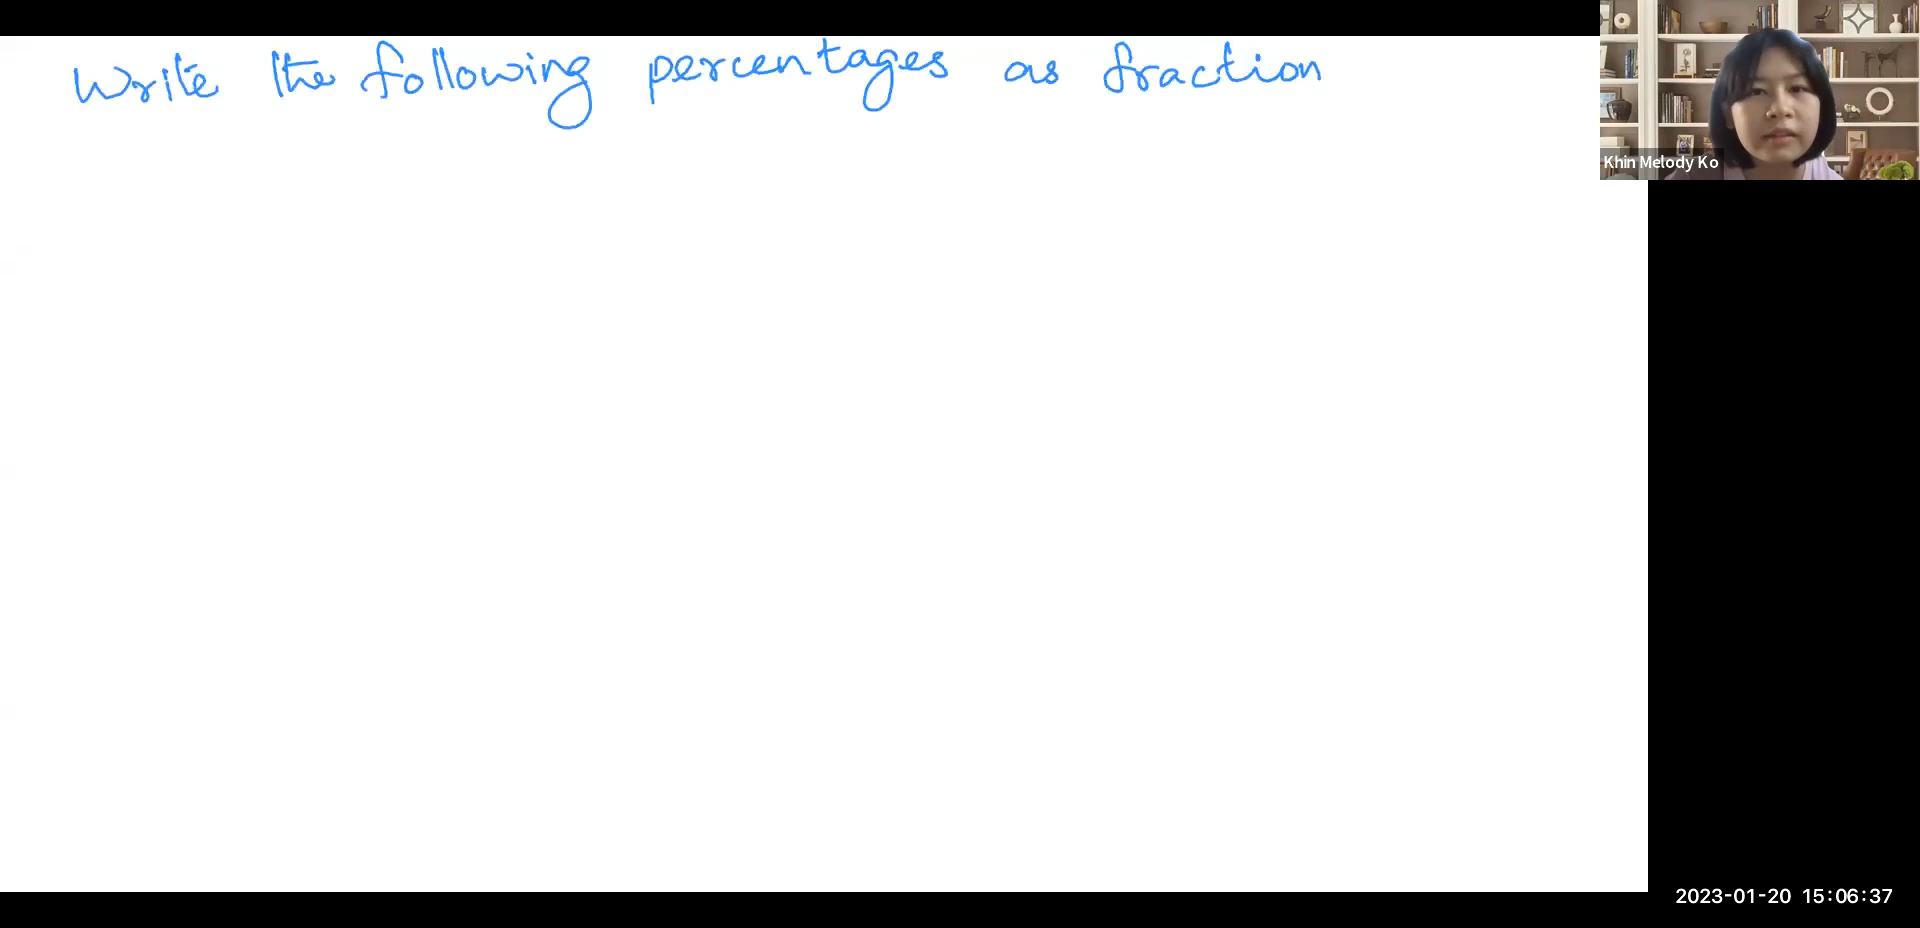 Write the following percentages as fraction
Khin Melody Ko
2023-01-20 15:06:37